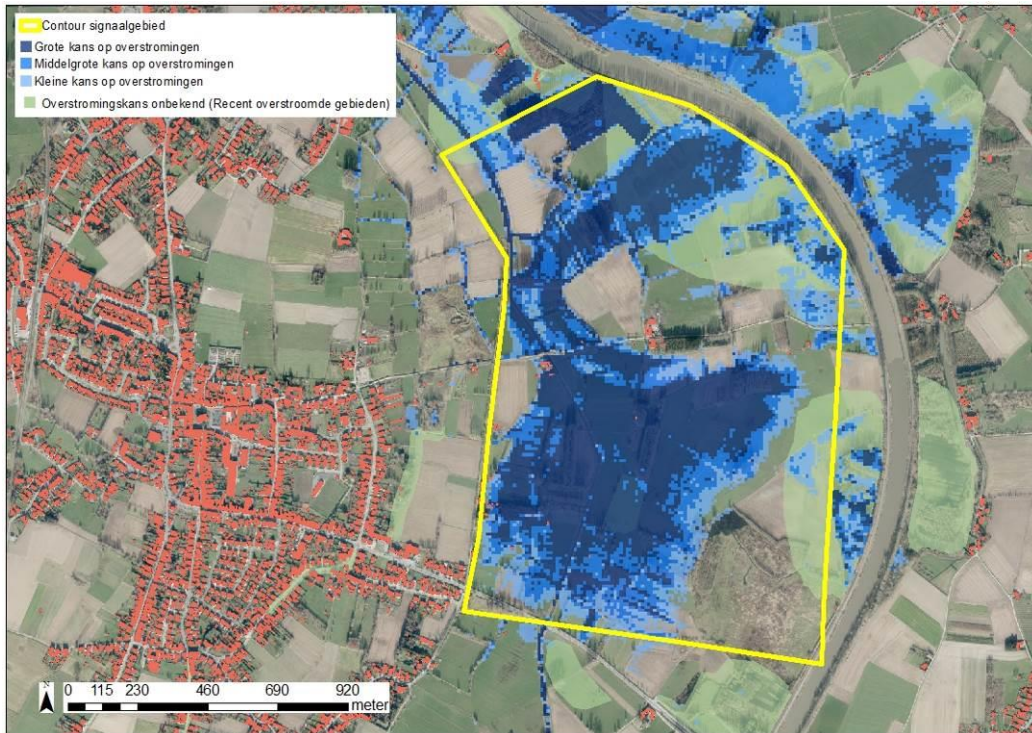 Contour signaalgebied
Grote kans op overstromingen
Middelgrote kans op overstromingen
Kleine kans op overstromingen
Overstromingskans onbekend (Recent overstroomde gebieden)
0 115 230 460 690 920
meter